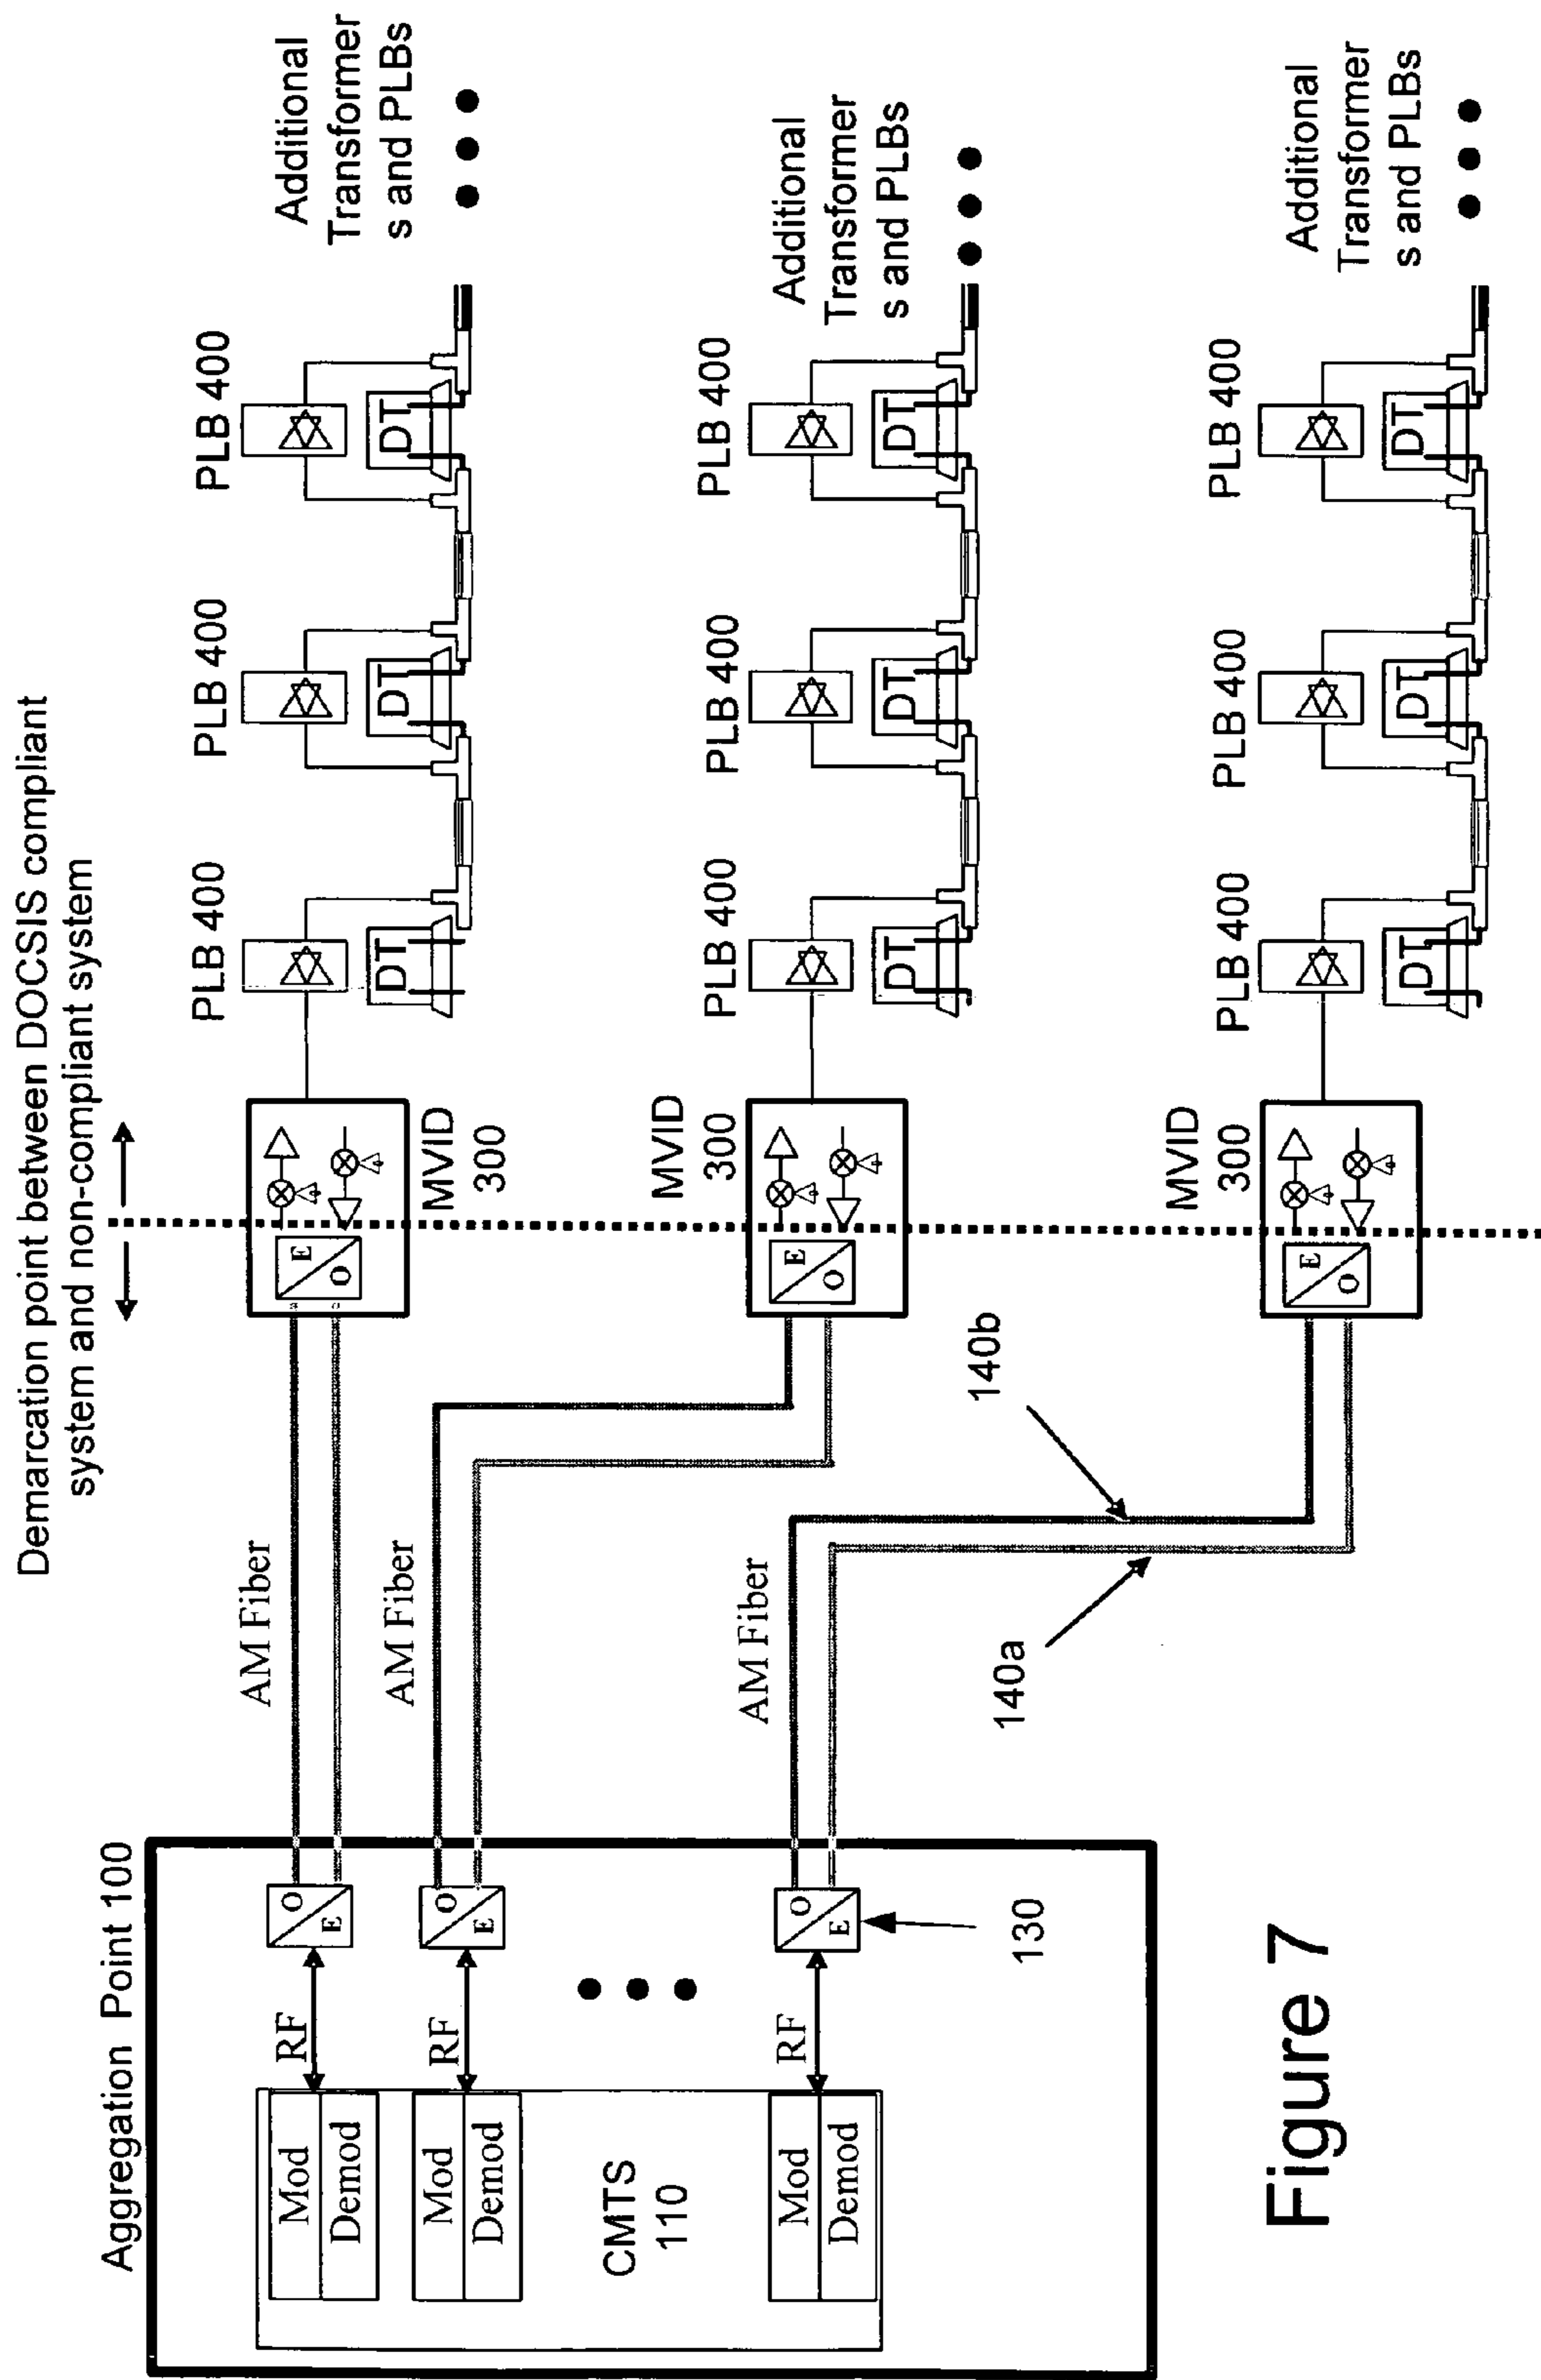 Demarcation point between DOCSIS compliant
system and non-compliant system
Aggregation Point 100
Mod
Demod
RF
O
E
AM Fiber
E
O
MVID
300
PLB 400
DT
PLB 400
DT
PLB 400
DT
Additional
Transformer
s and PLBs
Mod
Demod
RF
O
E
AM Fiber
E
O
MVID
300
PLB 400
DT
PLB 400
DT
PLB 400
DT
Additional
Transformer
s and PLBs
CMTS
110
Mod
Demod
RF
O
E
130
AM Fiber
140a
140b
E
O
MVID
300
PLB 400
DT
PLB 400
DT
PLB 400
DT
Additional
Transformer
s and PLBs
Figure 7